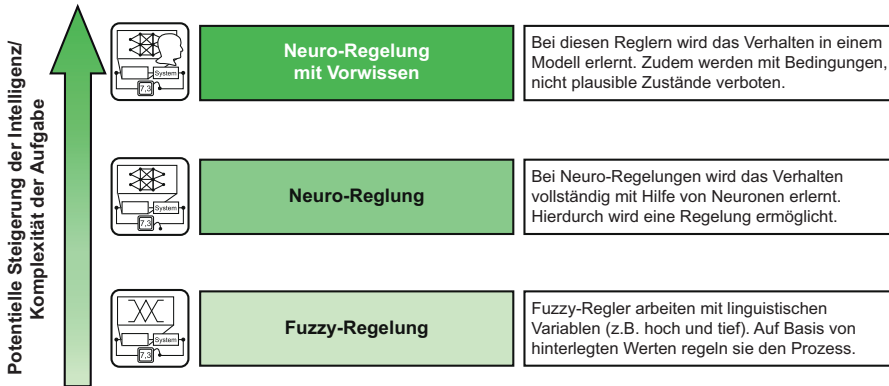 Potentielle Steigerung der Intelligenz/
Komplexität der Aufgabe
System
7,3
Neuro-Regelung
mit Vorwissen
Bei diesen Reglern wird das Verhalten in einem
Modell erlernt. Zudem werden mit Bedingungen,
nicht plausible Zustände verboten.
System
7,3
Neuro-Reglung
Bei Neuro-Regelungen wird das Verhalten
vollständig mit Hilfe von Neuronen erlernt.
Hierdurch wird eine Regelung ermöglicht.
System
7,3
Fuzzy-Regelung
Fuzzy-Regler arbeiten mit linguistischen
Variablen (z.B. hoch und tief). Auf Basis von
hinterlegten Werten regeln sie den Prozess.